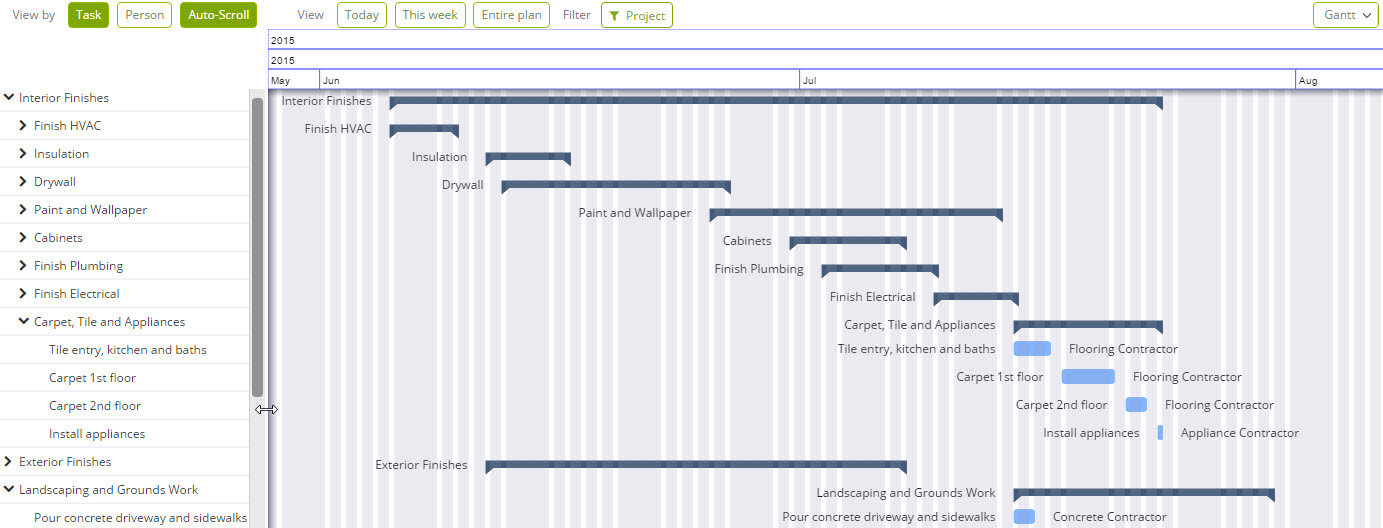 View by Task Person Auto-Scroll View Today This week Entire plan Filter Project Gantt
2015
2015
May Jun Jul Aug
Interior Finishes
Finish HVAC
Insulation
Drywall
Paint and Wallpaper
Cabinets
Finish Plumbing
Finish Electrical
Carpet, Tile and Appliances
Tile entry, kitchen and baths
Carpet 1st floor
Carpet 2nd floor
Install appliances
Exterior Finishes
Landscaping and Grounds Work
Pour concrete driveway and sidewalks
Interior Finishes
Finish HVAC
Insulation
Drywall
Paint and Wallpaper
Cabinets
Finish Plumbing
Finish Electrical
Carpet, Tile and Appliances
Tile entry, kitchen and baths Flooring Contractor
Carpet 1st floor Flooring Contractor
Carpet 2nd floor Flooring Contractor
Install appliances Appliance Contractor
Exterior Finishes
Landscaping and Grounds Work
Pour concrete driveway and sidewalks Concrete Contractor